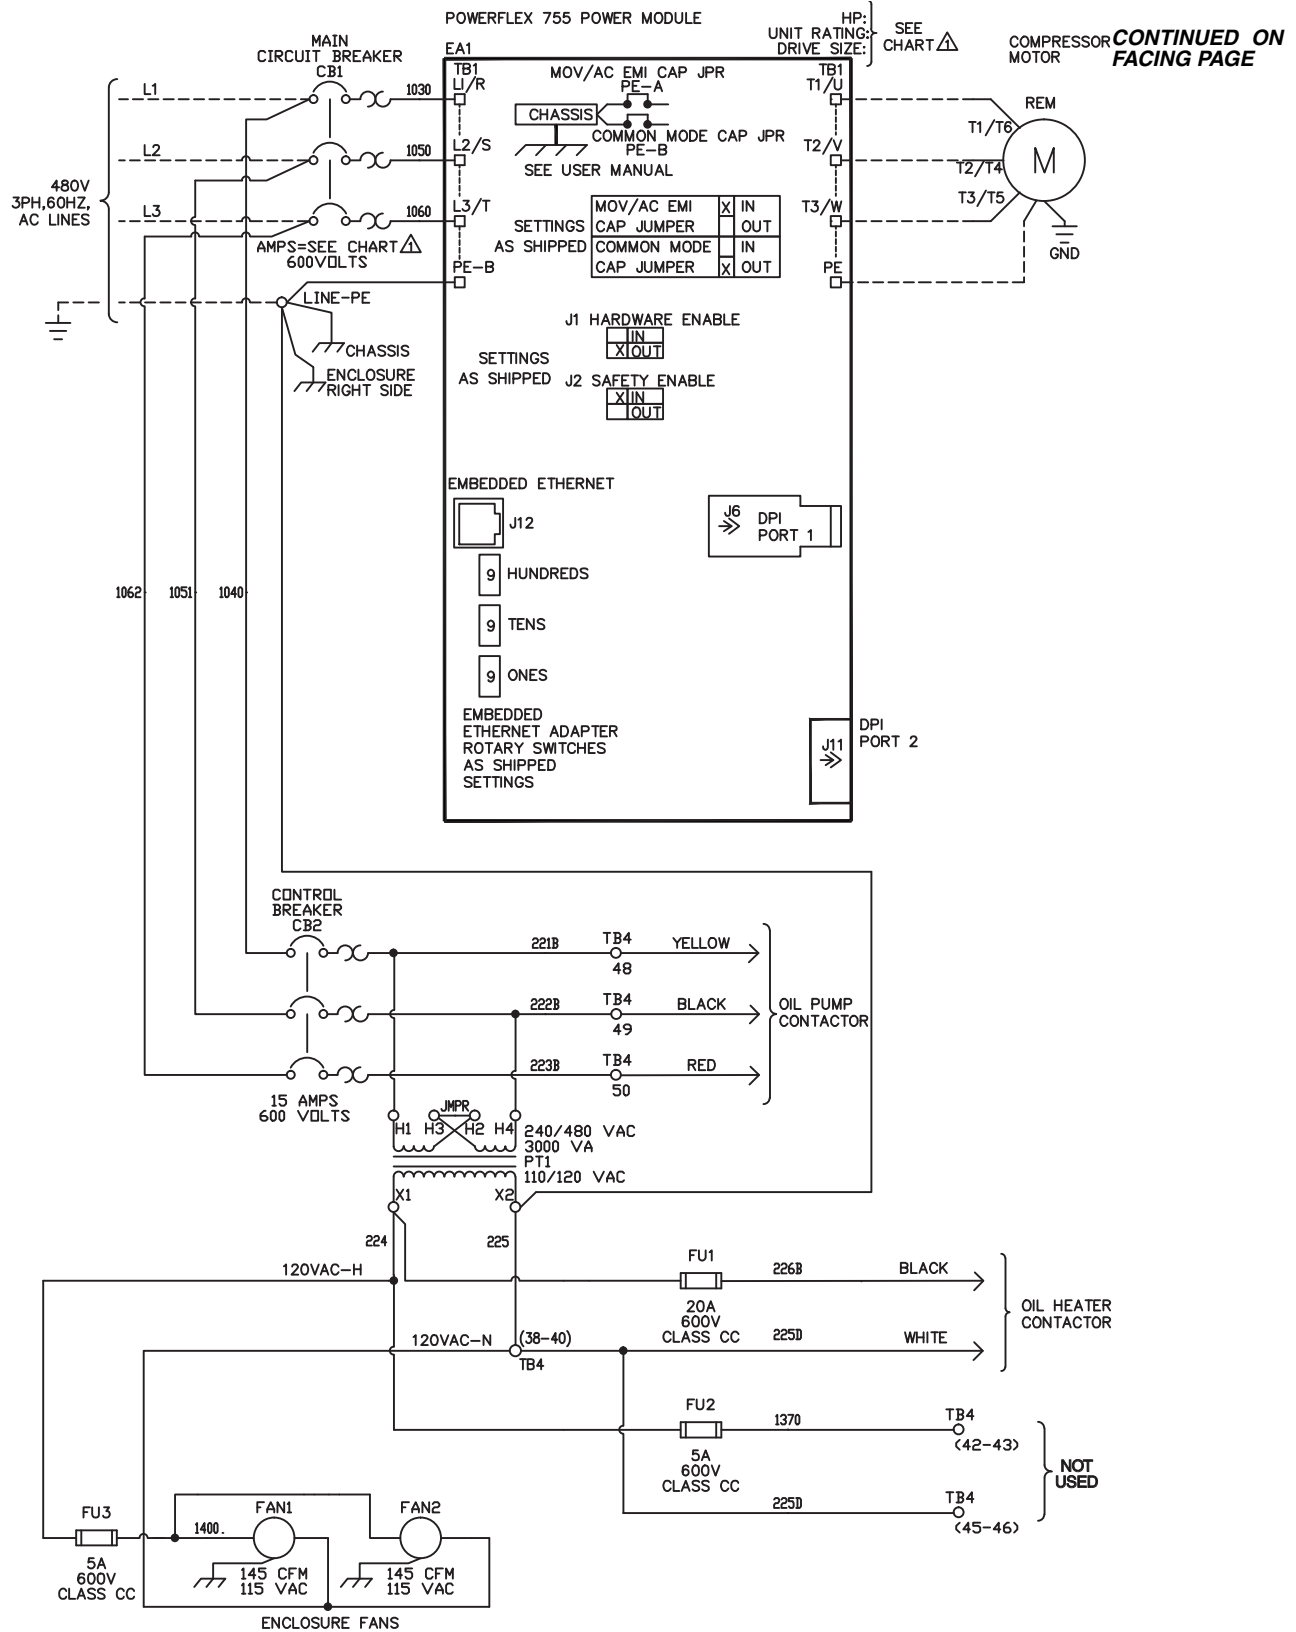 POWERFLEX 755 POWER MODULE
HP:
UNIT RATING:
DRIVE SIZE:
SEE
CHART 1
COMPRESSOR
MOTOR
CONTINUED ON
FACING PAGE
MAIN
CIRCUIT BREAKER
CB1
EA1
TB1
L1/R
MOV/AC EMI CAP JPR
PE-A
TB1
T1/U
REM
L1
1030
CHASSIS
COMMON MODE CAP JPR
PE-B
SEE USER MANUAL
T1/T6
L2
1050
L2/S
T2/V
T2/T4
M
480V
3PH,60HZ,
AC LINES
L3
1060
L3/T
T3/W
T3/T5
GND
SETTINGS
AS SHIPPED
MOV/AC EMI
CAP JUMPER
X IN
OUT
COMMON MODE
CAP JUMPER
IN
X OUT
AMPS=SEE CHART 1
600VOLTS
PE-B
PE
LINE-PE
CHASSIS
ENCLOSURE
RIGHT SIDE
J1 HARDWARE ENABLE
IN
X OUT
SETTINGS
AS SHIPPED
J2 SAFETY ENABLE
X IN
OUT
EMBEDDED ETHERNET
J12
J6
DPI
PORT 1
9 HUNDREDS
9 TENS
9 ONES
1062
1051
1040
EMBEDDED
ETHERNET ADAPTER
ROTARY SWITCHES
AS SHIPPED
SETTINGS
J11
DPI
PORT 2
CONTROL
BREAKER
CB2
221B
TB4
48
YELLOW
222B
TB4
49
BLACK
OIL PUMP
CONTACTOR
223B
TB4
50
RED
15 AMPS
600 VOLTS
JMPR
H1 H3 H2 H4
240/480 VAC
3000 VA
PT1
110/120 VAC
X1
X2
224
225
120VAC-H
FU1
20A
600V
CLASS CC
226B
BLACK
OIL HEATER
CONTACTOR
120VAC-N
(38-40)
TB4
225D
WHITE
FU2
5A
600V
CLASS CC
1370
TB4
(42-43)
NOT
USED
225D
TB4
(45-46)
FU3
5A
600V
CLASS CC
1400.
FAN1
145 CFM
115 VAC
FAN2
145 CFM
115 VAC
ENCLOSURE FANS